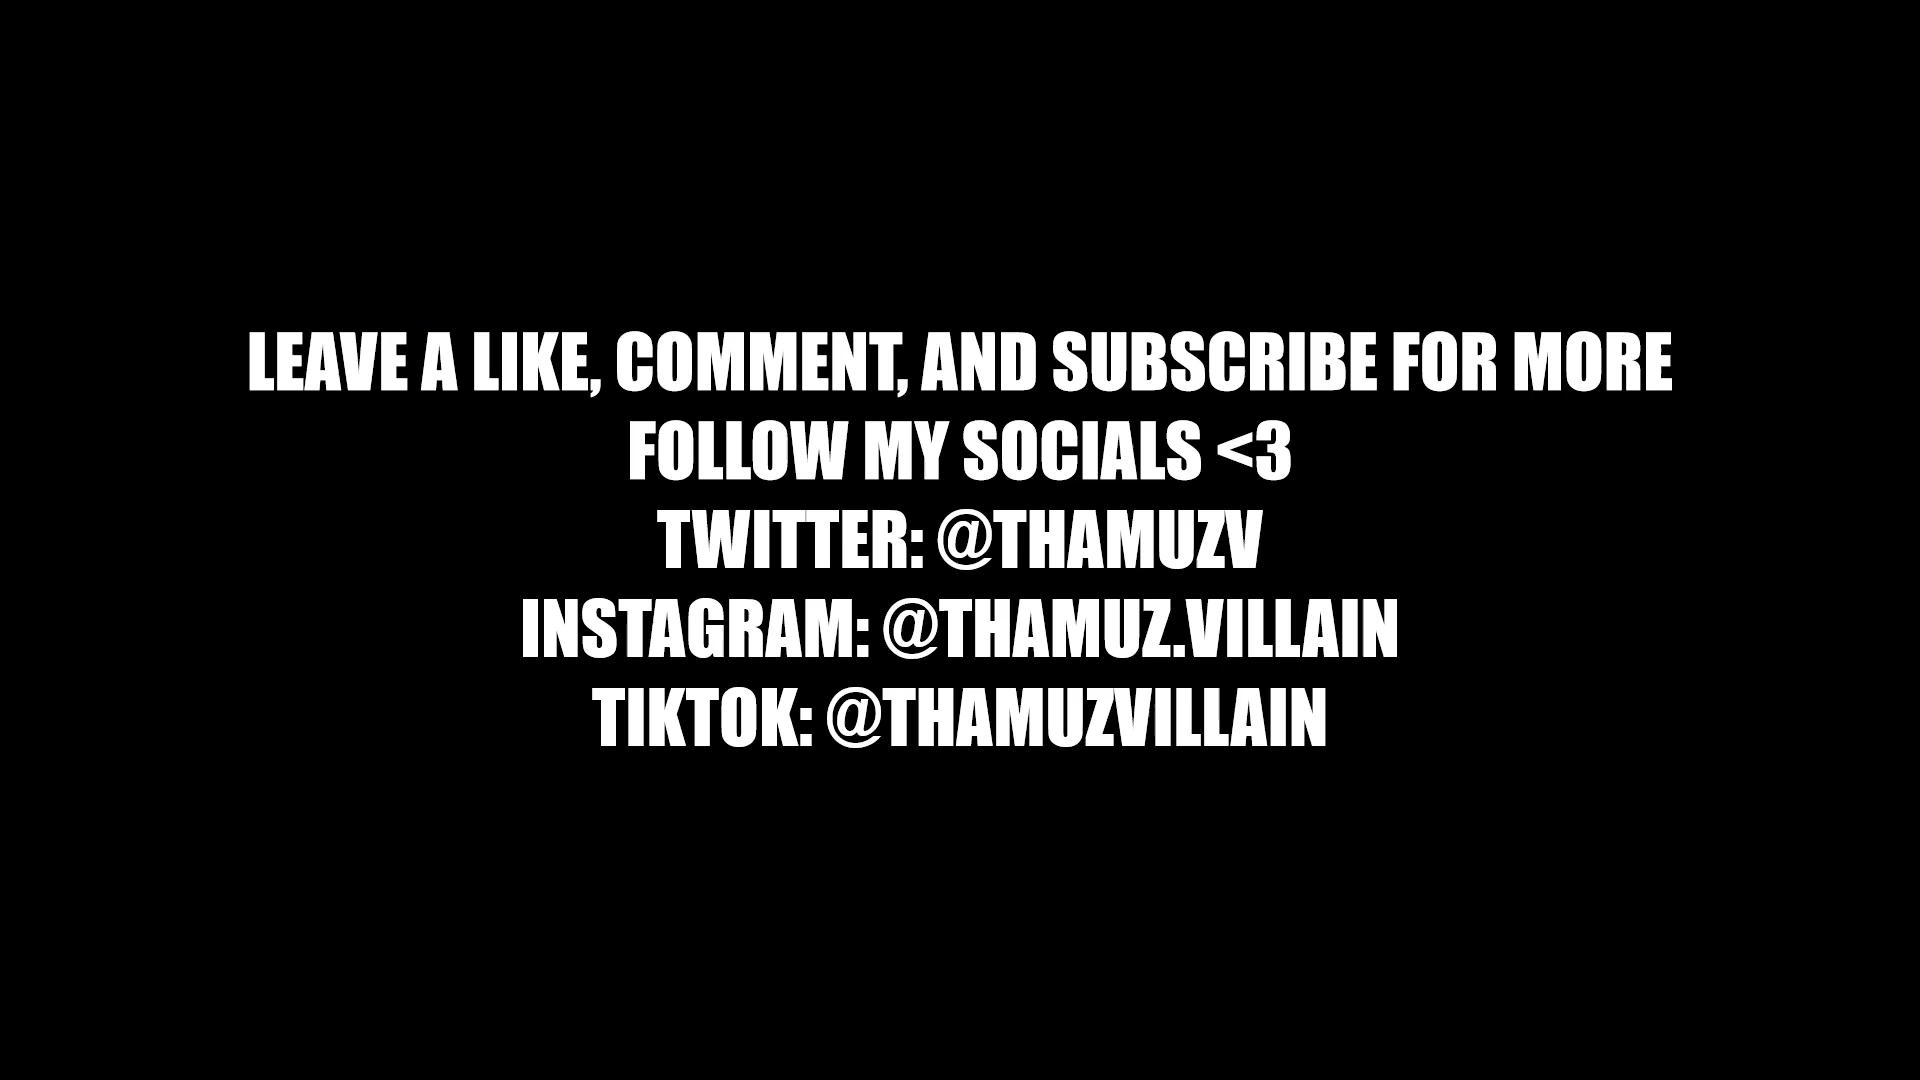 LEAVE A LIKE, COMMENT, AND SUBSCRIBE FOR MORE
FOLLOW MY SOCIALS <3
TWITTER: @THAMUZV
INSTAGRAM: @THAMUZ.VILLAIN
TIKTOK: @THAMUZVILLAIN